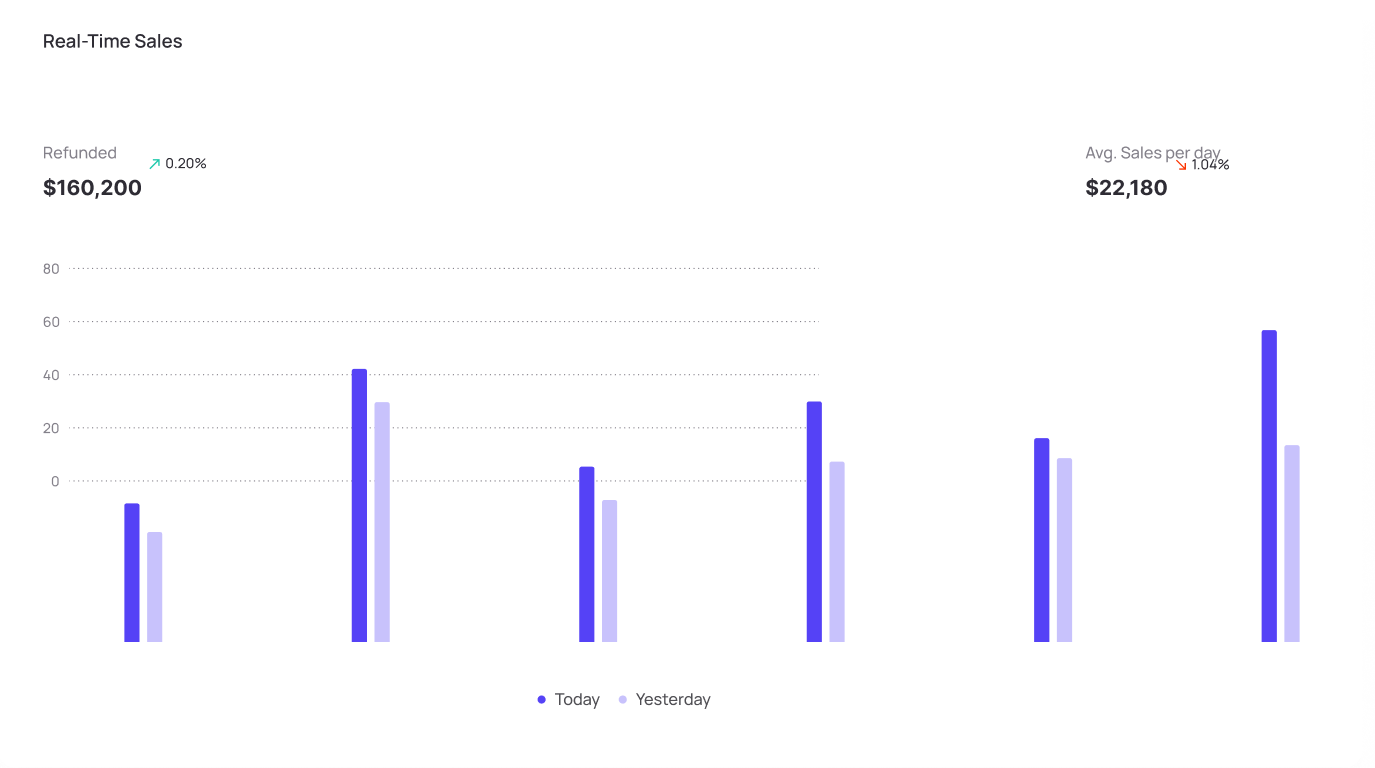 Real-Time Sales
Refunded
0.20%
$160,200
Avg. Sales per day
1.04%
$22,180
80
60
40
20
0
Today
Yesterday